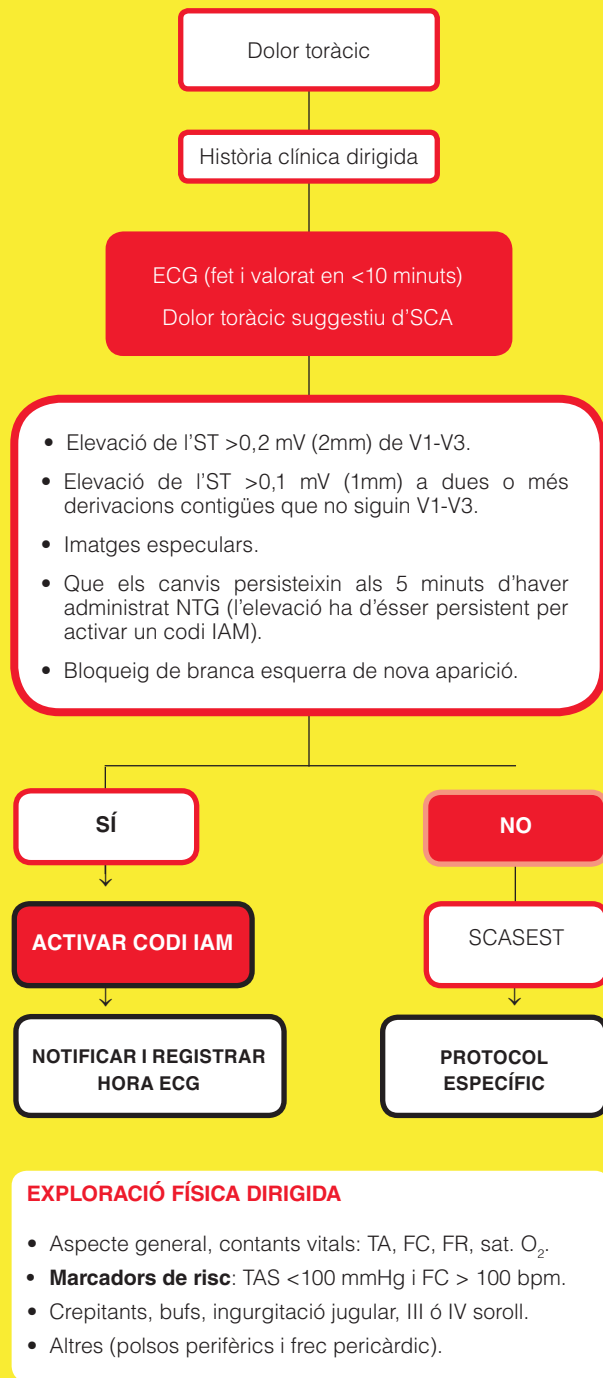 Dolor toràcic
Història clínica dirigida
ECG (fet i valorat en <10 minuts)
Dolor toràcic suggestiu d’SCA
• Elevació de l’ST >0,2 mV (2mm) de V1-V3.
• Elevació de l’ST >0,1 mV (1mm) a dues o més
derivacions contigües que no siguin V1-V3.
• Imatges especulars.
• Que els canvis persisteixin als 5 minuts d’haver
administrat NTG (l’elevació ha d’ésser persistent per
activar un codi IAM).
• Bloqueig de branca esquerra de nova aparició.
SÍ
NO
ACTIVAR CODI IAM
SCASEST
NOTIFICAR I REGISTRAR
HORA ECG
PROTOCOL
ESPECÍFIC
EXPLORACIÓ FÍSICA DIRIGIDA
• Aspecte general, contants vitals: TA, FC, FR, sat. O₂.
• Marcadors de risc: TAS <100 mmHg i FC > 100 bpm.
• Crepitants, bufs, ingurgitació jugular, III ó IV soroll.
• Altres (polsos perifèrics i frec pericàrdic).